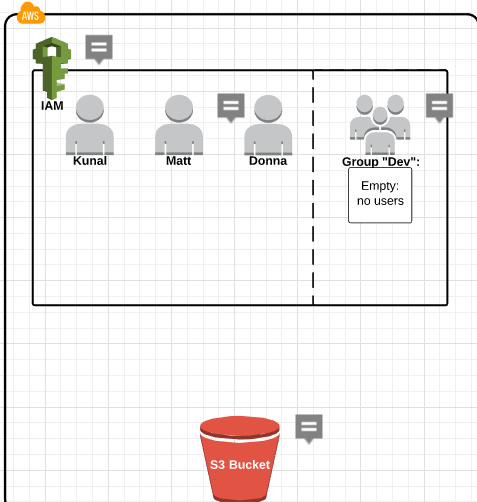 AWS
IAM
Kunal
Matt
Donna
Group "Dev":
Empty:
no users
S3 Bucket